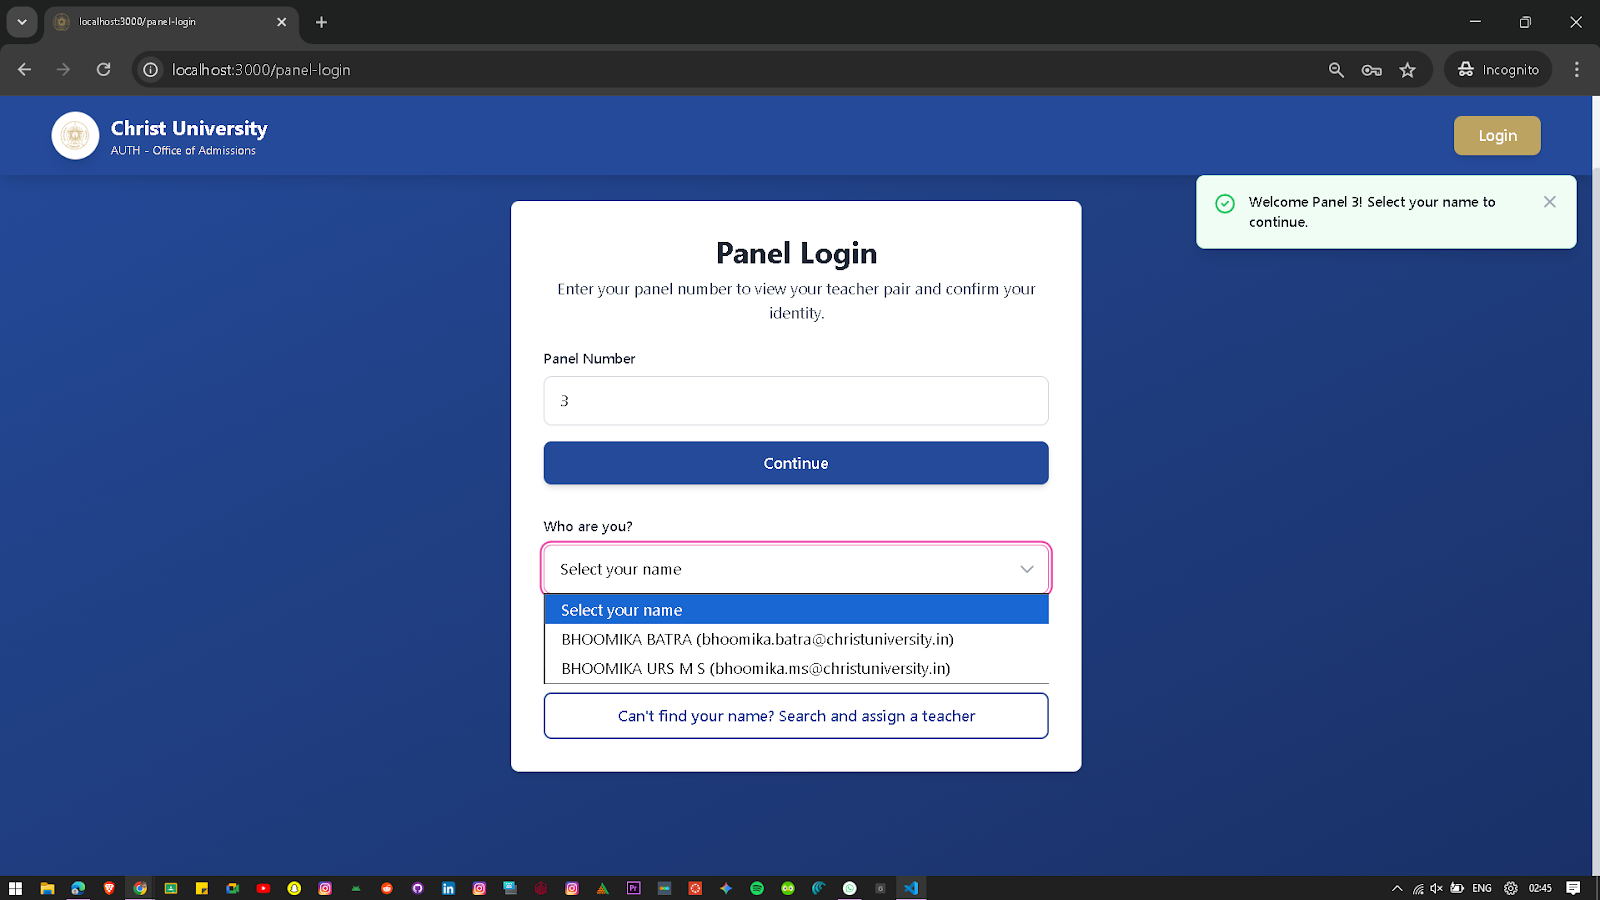 localhost:3000/panel-login
localhost:3000/panel-login
Incognito
Christ University
AUTH - Office of Admissions
Login
Welcome Panel 3! Select your name to
continue.
Panel Login
Enter your panel number to view your teacher pair and confirm your
identity.
Panel Number
3
Continue
Who are you?
Select your name
Select your name
BHOOMIKA BATRA (bhoomika.batra@christuniversity.in)
BHOOMIKA URS M S (bhoomika.ms@christuniversity.in)
Can't find your name? Search and assign a teacher
Pr
ENG
02:45